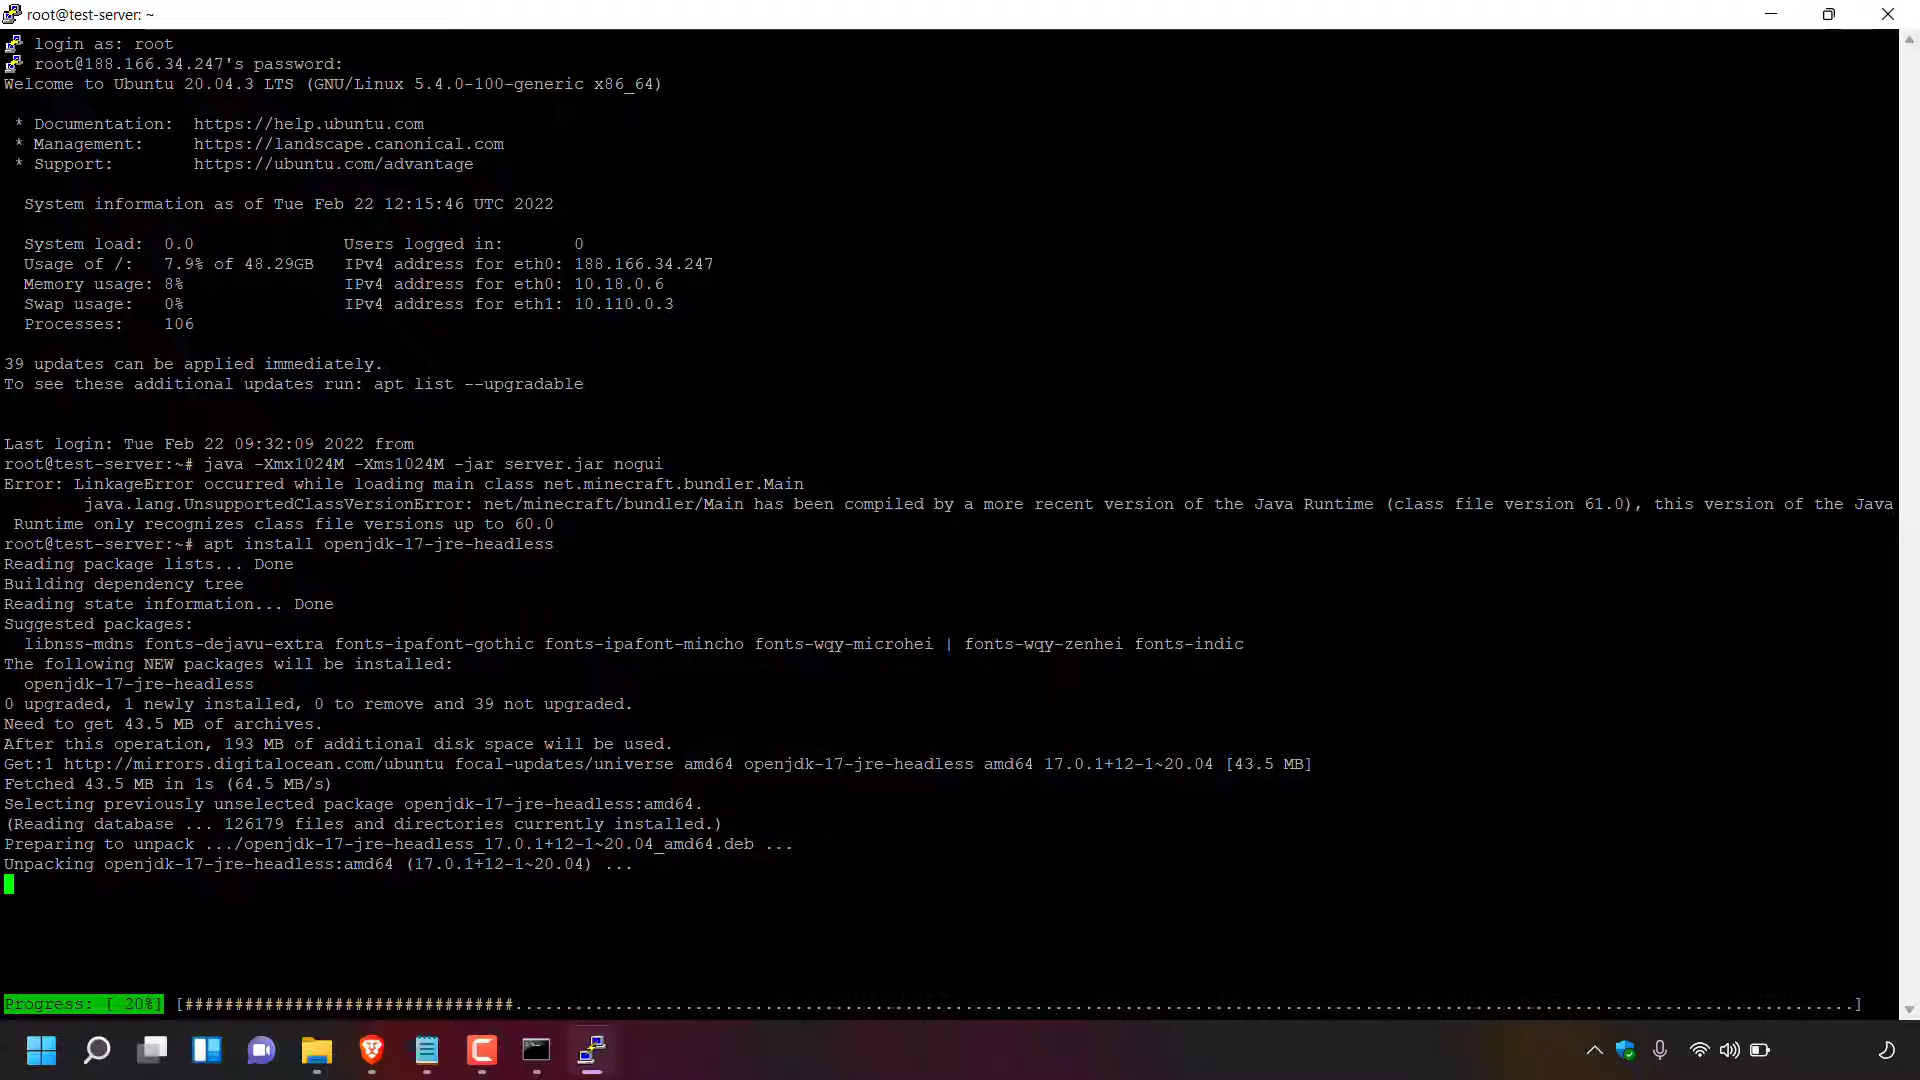 root@test-server: ~
login as: root
root@188.166.34.247's password:
Welcome to Ubuntu 20.04.3 LTS (GNU/Linux 5.4.0-100-generic x86_64)
* Documentation:  https://help.ubuntu.com
* Management:     https://landscape.canonical.com
* Support:        https://ubuntu.com/advantage
System information as of Tue Feb 22 12:15:46 UTC 2022
System load:  0.0               Users logged in:       0
Usage of /:   7.9% of 48.29GB   IPv4 address for eth0: 188.166.34.247
Memory usage: 8%                IPv4 address for eth0: 10.18.0.6
Swap usage:   0%                IPv4 address for eth1: 10.110.0.3
Processes:    106
39 updates can be applied immediately.
To see these additional updates run: apt list --upgradable
Last login: Tue Feb 22 09:32:09 2022 from
root@test-server:~# java -Xmx1024M -Xms1024M -jar server.jar nogui
Error: LinkageError occurred while loading main class net.minecraft.bundler.Main
java.lang.UnsupportedClassVersionError: net/minecraft/bundler/Main has been compiled by a more recent version of the Java Runtime (class file version 61.0), this version of the Java
Runtime only recognizes class file versions up to 60.0
root@test-server:~# apt install openjdk-17-jre-headless
Reading package lists... Done
Building dependency tree
Reading state information... Done
Suggested packages:
libnss-mdns fonts-dejavu-extra fonts-ipafont-gothic fonts-ipafont-mincho fonts-wqy-microhei | fonts-wqy-zenhei fonts-indic
The following NEW packages will be installed:
openjdk-17-jre-headless
0 upgraded, 1 newly installed, 0 to remove and 39 not upgraded.
Need to get 43.5 MB of archives.
After this operation, 193 MB of additional disk space will be used.
Get:1 http://mirrors.digitalocean.com/ubuntu focal-updates/universe amd64 openjdk-17-jre-headless amd64 17.0.1+12-1~20.04 [43.5 MB]
Fetched 43.5 MB in 1s (64.5 MB/s)
Selecting previously unselected package openjdk-17-jre-headless:amd64.
(Reading database ... 126179 files and directories currently installed.)
Preparing to unpack .../openjdk-17-jre-headless_17.0.1+12-1~20.04_amd64.deb ...
Unpacking openjdk-17-jre-headless:amd64 (17.0.1+12-1~20.04) ...
Progress: [ 20%] [#################################......................................................................................................................................]